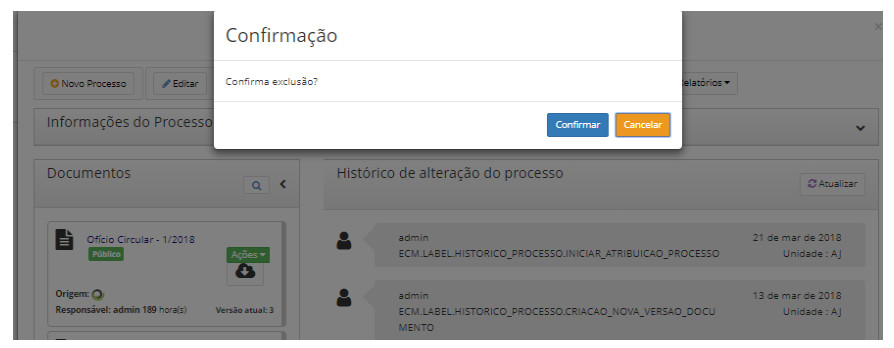 Confirmação
×
Novo Processo
Editar
Confirma exclusão?
elatórios
Informações do Processo
Confirmar
Cancelar
Documentos
Histórico de alteração do processo
Atualizar
Ofício Circular - 1/2018
Público
Ações
Origem:
Responsável: admin 189 hora(s)
Versão atual: 3
admin
21 de mar de 2018
ECM.LABEL.HISTORICO_PROCESSO.INICIAR_ATRIBUICAO_PROCESSO
Unidade : AJ
admin
13 de mar de 2018
ECM.LABEL.HISTORICO_PROCESSO.CRIACAO_NOVA_VERSAO_DOCU
Unidade : AJ
MENTO